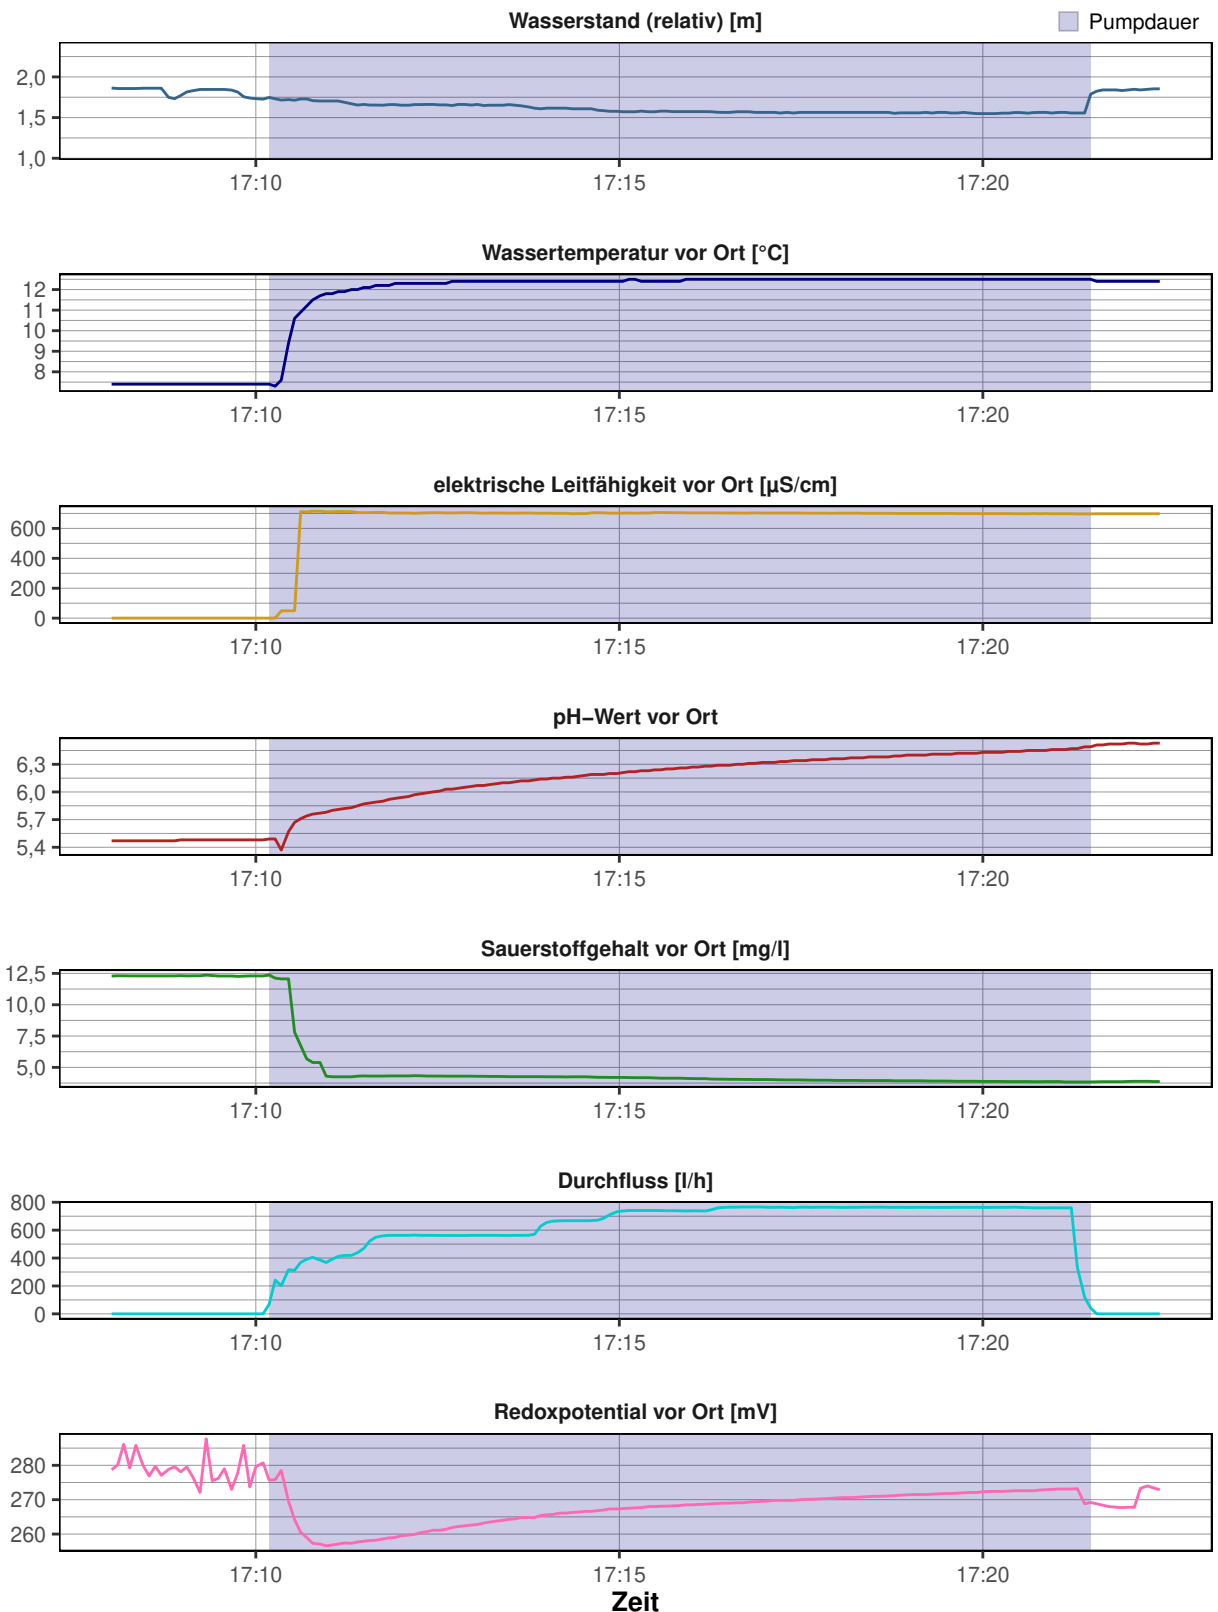 Wasserstand (relativ) [m]
Pumpdauer
2,0
1,5
1,0
17:10 17:15 17:20
Wassertemperatur vor Ort [°C]
12
11
10
9
8
17:10 17:15 17:20
elektrische Leitfähigkeit vor Ort [µS/cm]
600
400
200
0
17:10 17:15 17:20
pH−Wert vor Ort
6,3
6,0
5,7
5,4
17:10 17:15 17:20
Sauerstoffgehalt vor Ort [mg/l]
12,5
10,0
7,5
5,0
17:10 17:15 17:20
Durchfluss [l/h]
800
600
400
200
0
17:10 17:15 17:20
Redoxpotential vor Ort [mV]
280
270
260
17:10 17:15 17:20
Zeit